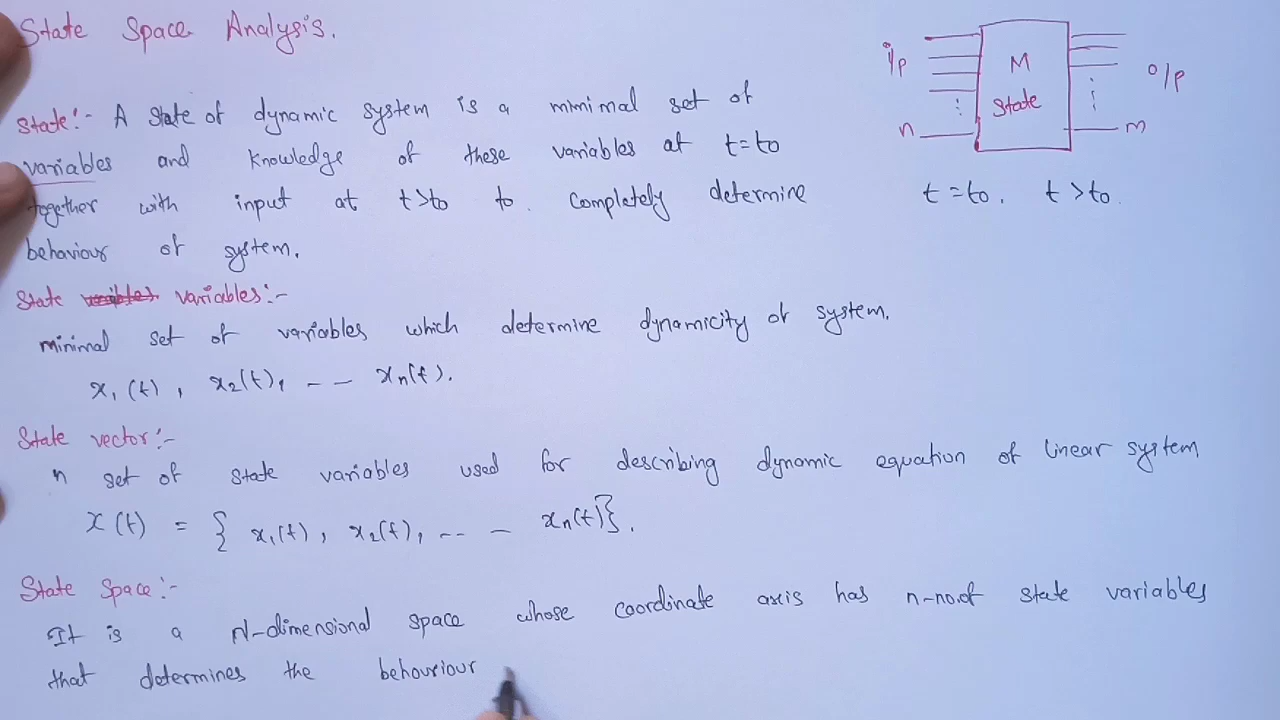 State Space Analysis.
State:- A State of dynamic system is a minimal set of
variables and knowledge of these variables at t=to
together with input at t>to to completely determine
behaviour of system.
State variables variables:-
minimal set of variables which determine dynamicity of system.
x₁(t), x₂(t), -- xₙ(t).
State vector:-
n set of state variables used for describing dynamic equation of linear system
X(t) = { x₁(t), x₂(t), --- xₙ(t)}.
State Space:-
It is a N-dimensional space whose coordinate axis has n-no.of state variables
that determines the behouriour
i/p
n
M
State
o/p
m
t=to. t>to.